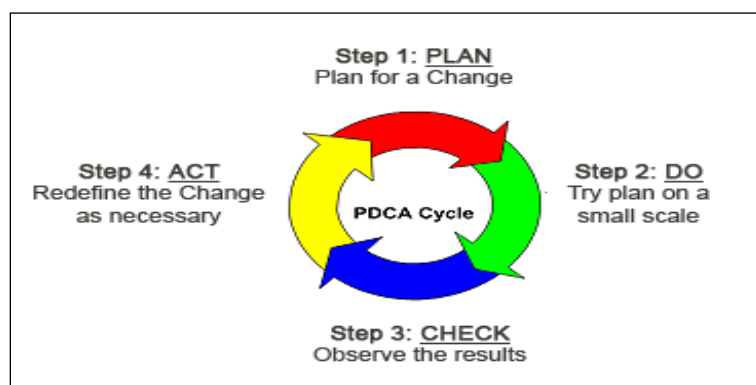 Step 1: PLAN
Plan for a Change
Step 4: ACT
Redefine the Change
as necessary
PDCA Cycle
Step 2: DO
Try plan on a
small scale
Step 3: CHECK
Observe the results